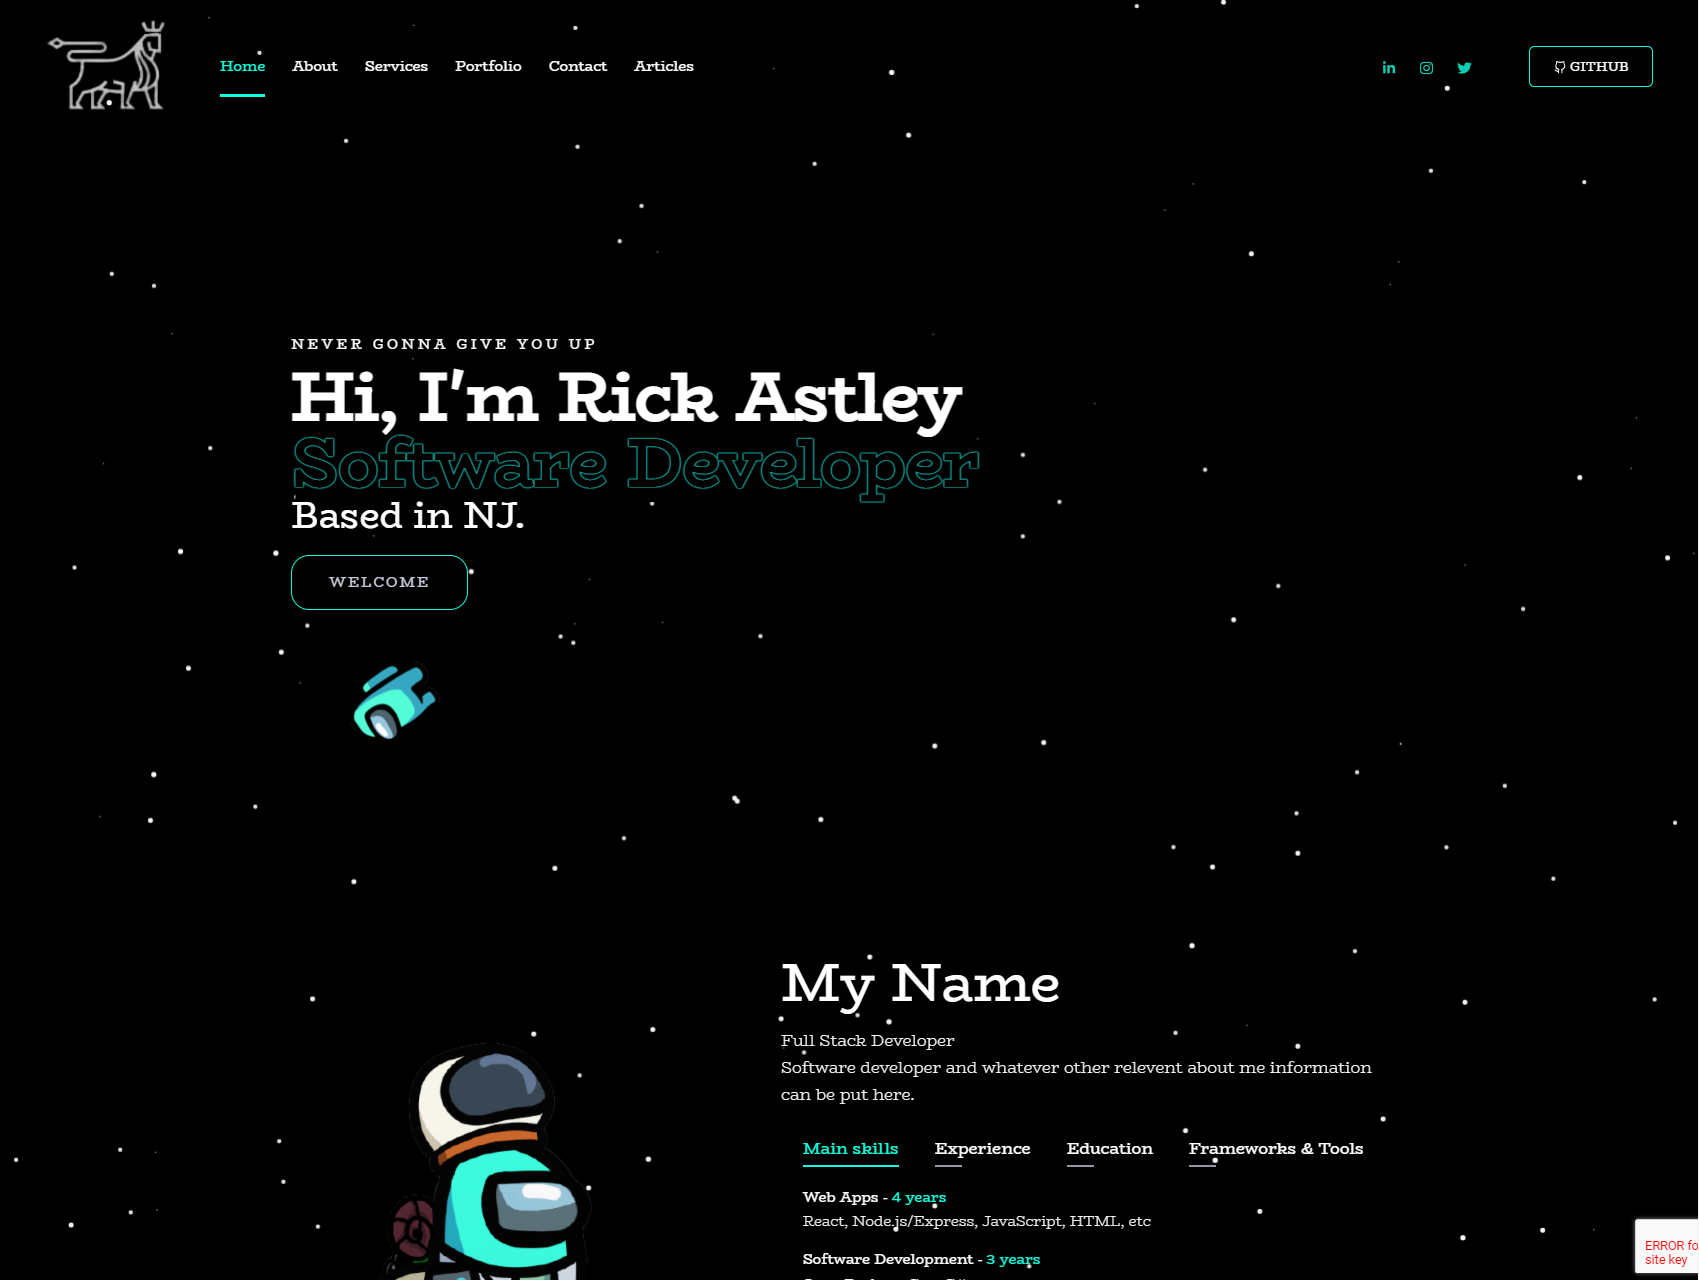 Home About Services Portfolio Contact Articles
GITHUB
NEVER GONNA GIVE YOU UP
Hi, I'm Rick Astley
Software Developer
Based in NJ.
WELCOME
My Name
Full Stack Developer
Software developer and whatever other relevent about me information
can be put here.
Main skills Experience Education Frameworks & Tools
Web Apps - 4 years
React, Node.js/Express, JavaScript, HTML, etc
Software Development - 3 years
ERROR fo
site key